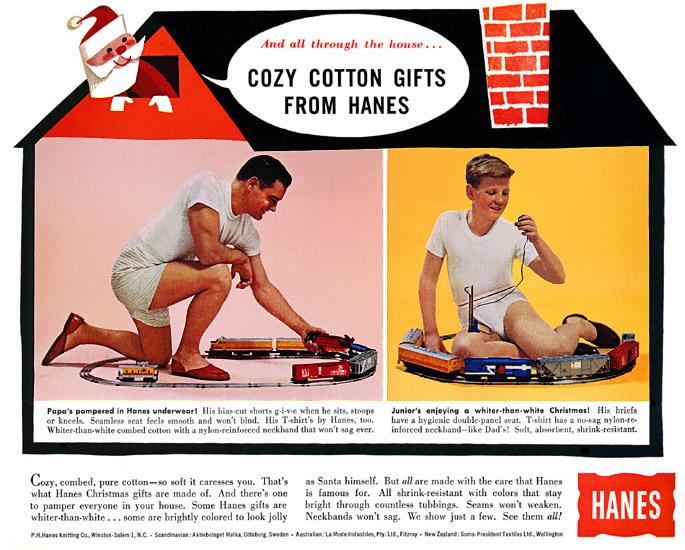 And all through the house...
COZY COTTON GIFTS
FROM HANES
Papa's pampered in Hanes underwear! His bias-cut shorts g-i-v-e when he sits, stoops
or kneels. Seamless seat feels smooth and won't bind. His T-shirt's by Hanes, too.
Whiter-than-white combed cotton with a nylon-reinforced neckband that won't sag ever.
Junior's enjoying a whiter-than-white Christmas! His briefs
have a hygienic double-panel seat. T-shirt has a no-sag nylon-re-
inforced neckband—like Dad's! Soft, absorbent, shrink-resistant.
Cozy, combed, pure cotton—so soft it caresses you. That's
what Hanes Christmas gifts are made of. And there's one
to pamper everyone in your house. Some Hanes gifts are
whiter-than-white . . . some are brightly colored to look jolly
as Santa himself. But all are made with the care that Hanes
is famous for. All shrink-resistant with colors that stay
bright through countless tubbings. Seams won't weaken.
Neckbands won't sag. We show just a few. See them all!
HANES
P.H.Hanes Knitting Co., Winston-Salem 1, N.C. · Scandinavian: Aktiebolaget Melka, Göteborg, Sweden · Australian: La Mode Industries, Pty. Ltd., Fitzroy · New Zealand: Soma-President Textiles Ltd., Wellington